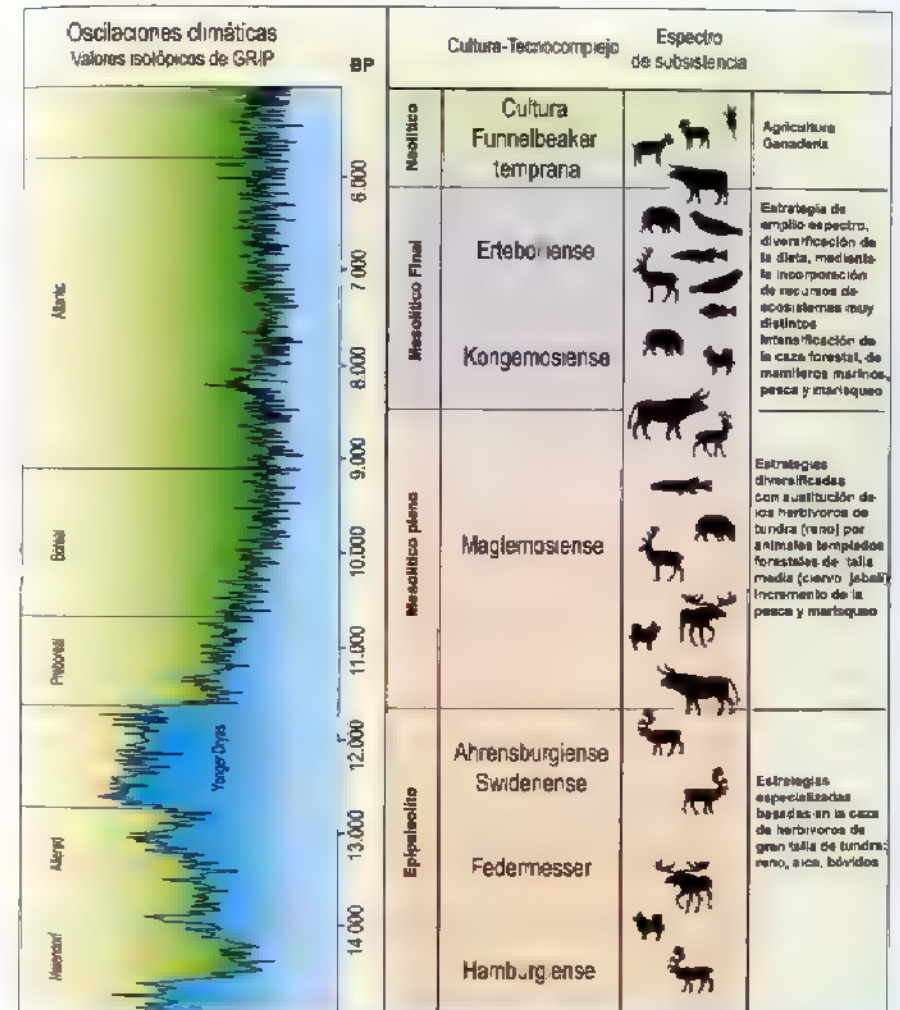 Oscilaciones climáticas
Valores isotópicos de GRIP
BP
Cultura-Tecnocomplejo
Espectro
de subsistencia
Atlantic
Boreal
Preboreal
Yonger Dryas
Allerød
6.000
7 000
8.000
9.000
10.000
11.000
12.000
13.000
14 000
Neolítico
Cultura
Funnelbeaker
temprana
Agricultura
Ganadería
Mesolítico Final
Erteboliense
Kongemosiense
Estrategia de
amplio espectro,
diversificación de
la dieta, mediante
la incorporación
de recursos de
ecosistemas muy
distintos
Intensificación de
la caza forestal, de
mamíferos marinos,
pesca y marisqueo
Mesolítico pleno
Maglemosiense
Estrategias
diversificadas
con sustitución de
los herbívoros de
tundra (reno) por
animales templados
forestales de talla
media (ciervo jabalí)
Incremento de la
pesca y marisqueo
Epipaleolito
Ahrensburgiense
Swidenense
Federmesser
Hamburgiense
Estrategias
especializadas
basadas en la caza
de herbívoros de
gran talla de tundra:
reno, alce, bóvidos